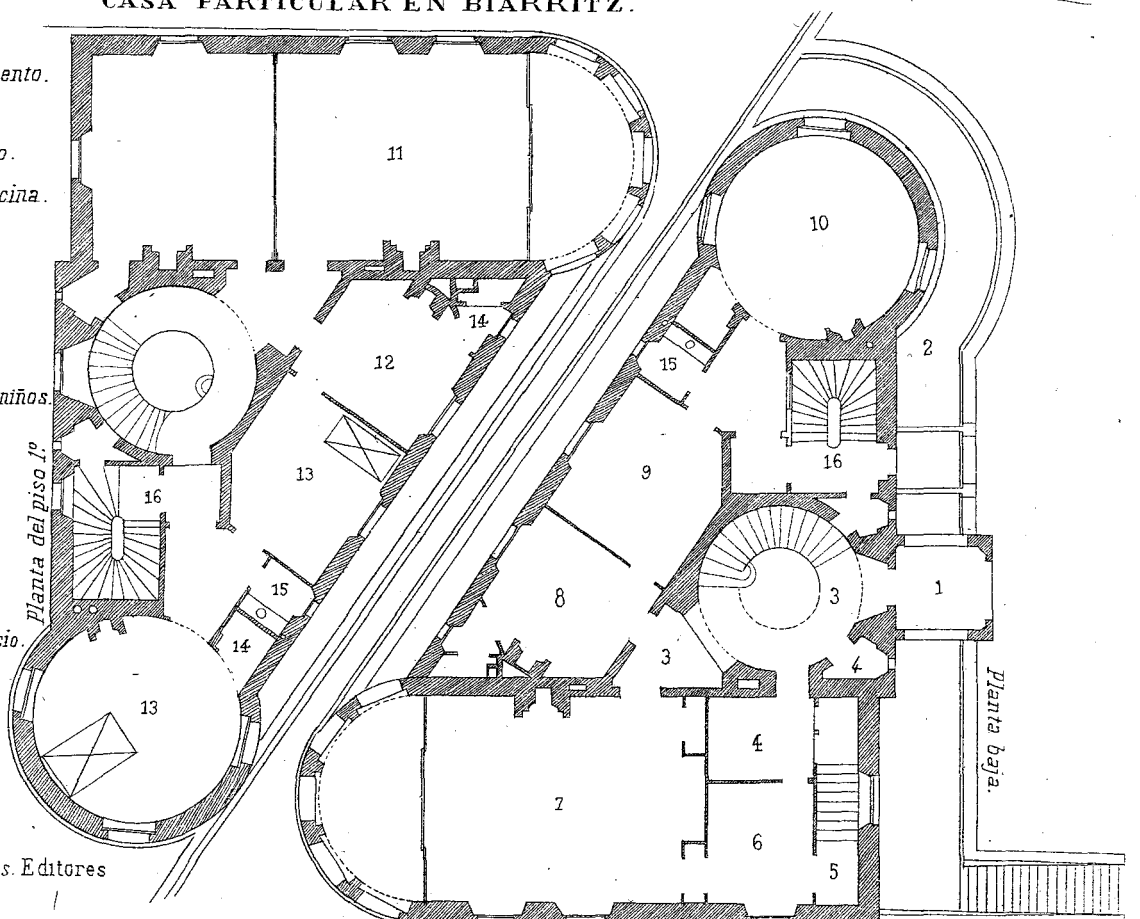 CASA PARTICULAR EN BIARRITZ.
ento.
o.
cina.
niños.
cio.
s. Editores
Planta del piso 1º
Planta baja.
11
10
14
12
2
15
13
9
16
16
15
8
3
1
14
3
4
13
4
7
6
5